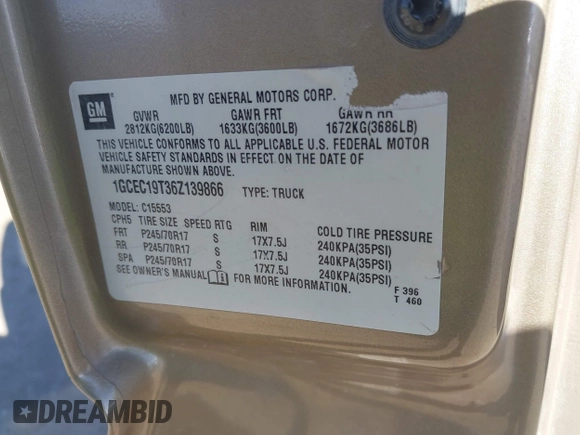 GM
MFD BY GENERAL MOTORS CORP.
GVWR GAWR FRT GAWR RR
2812KG(6200LB) 1633KG(3600LB) 1672KG(3686LB)
THIS VEHICLE CONFORMS TO ALL APPLICABLE U.S. FEDERAL MOTOR
VEHICLE SAFETY STANDARDS IN EFFECT ON THE DATE OF
MANUFACTURE SHOWN ABOVE.
1GCEC19T36Z139866 TYPE: TRUCK
MODEL: C15553
CPH5 TIRE SIZE SPEED RTG RIM COLD TIRE PRESSURE
FRT P245/70R17 S 17X7.5J 240KPA(35PSI)
RR P245/70R17 S 17X7.5J 240KPA(35PSI)
SPA P245/70R17 S 17X7.5J 240KPA(35PSI)
SEE OWNER'S MANUAL FOR MORE INFORMATION.
F 396
T 460
DREAMBID